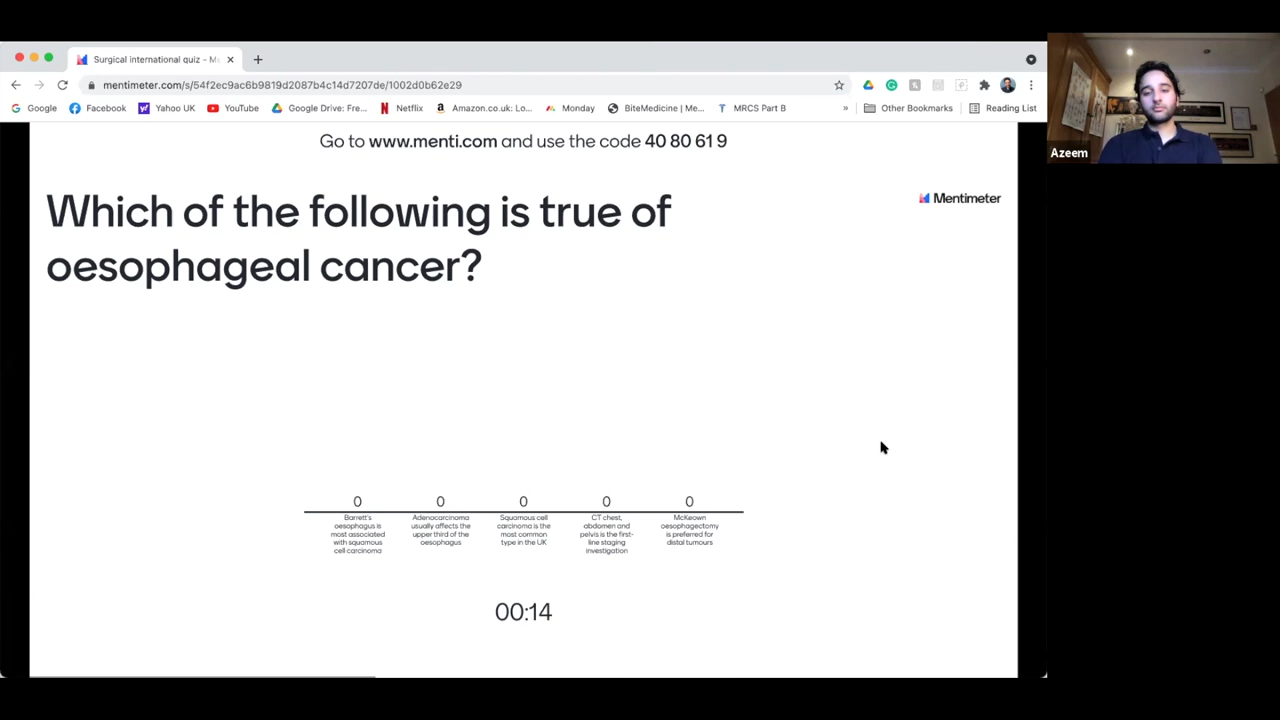 Surgical international quiz - M
mentimeter.com/s/54f2ec9ac6b9819d2087b4c14d7207de/1002d0b62e29
Google
Facebook
Yahoo UK
YouTube
Google Drive: Fre...
Netflix
Amazon.co.uk: Lo...
Monday
BiteMedicine | Me...
MRCS Part B
»
Other Bookmarks
Reading List
Go to www.menti.com and use the code 40 80 61 9
Azeem
Mentimeter
Which of the following is true of
oesophageal cancer?
0
0
0
0
0
Barrett's
oesophagus is
most associated
with squamous
cell carcinoma
Adenocarcinoma
usually affects the
upper third of the
oesophagus
Squamous cell
carcinoma is the
most common
type in the UK
CT chest,
abdomen and
pelvis is the first-
line staging
investigation
McKeown
oesophagectomy
is preferred for
distal tumours
00:14